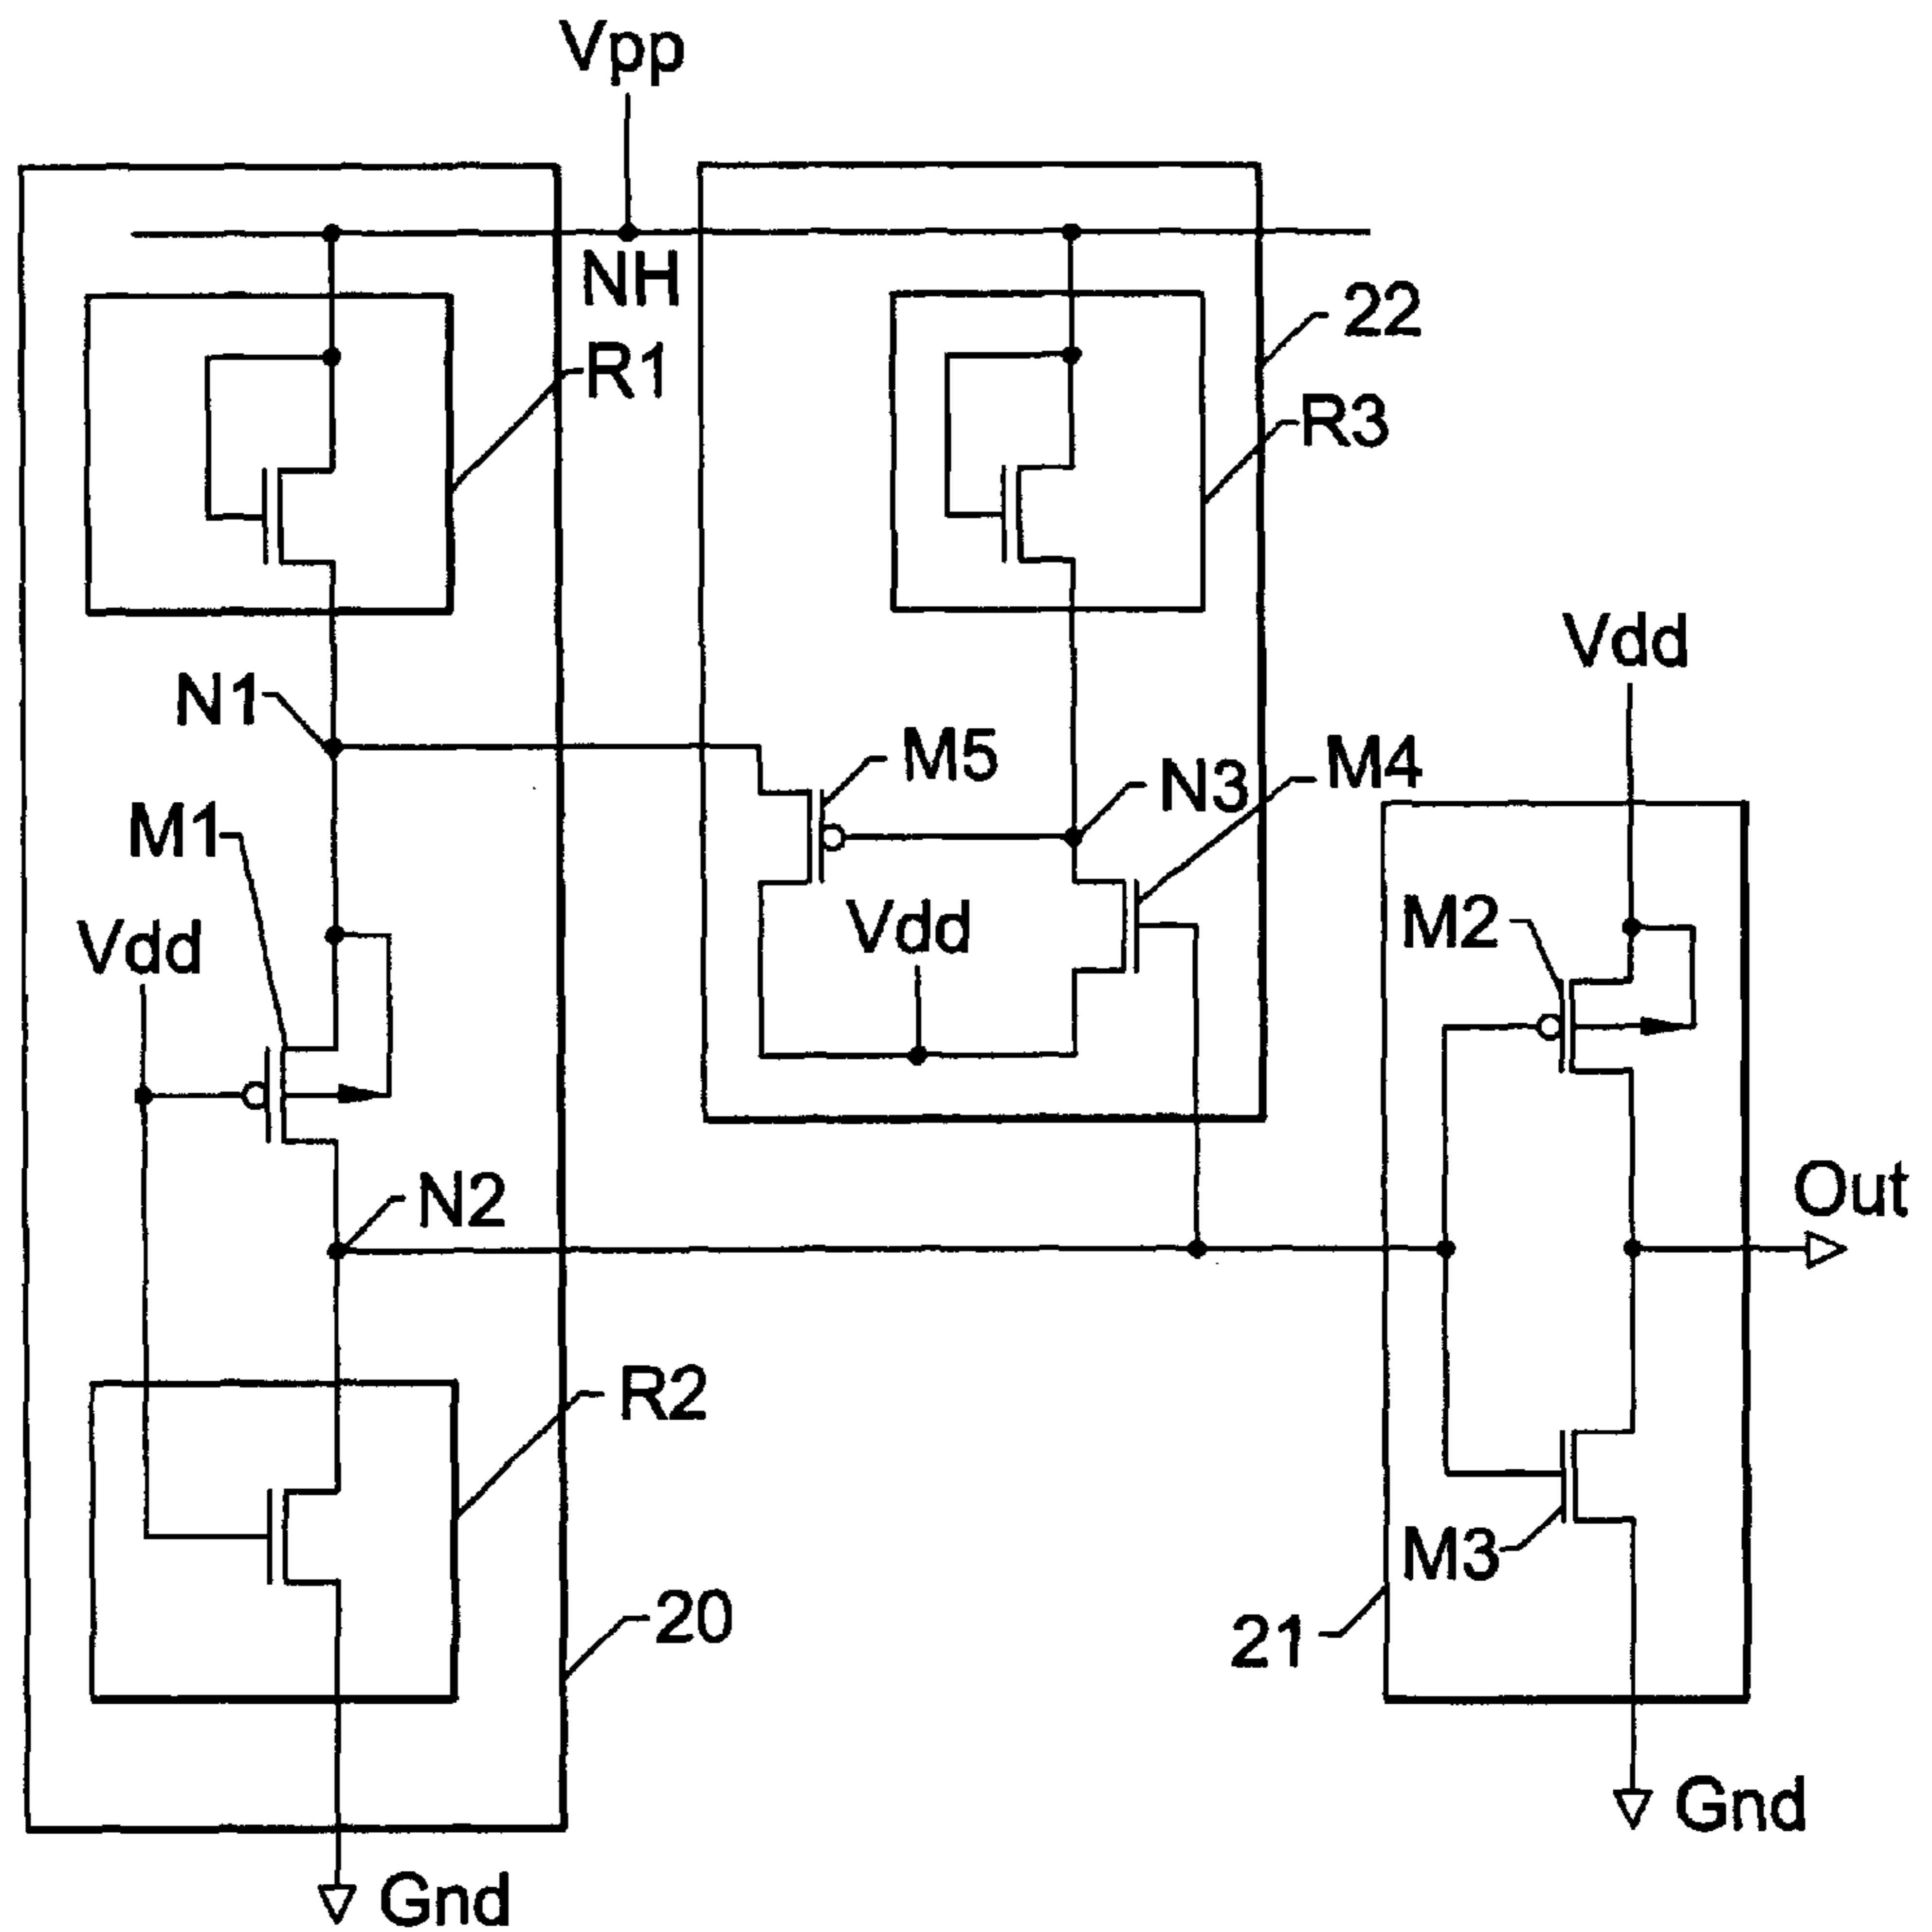 Vpp
NH
22
R1
R3
Vdd
N1
M5
N3
M4
M1
Vdd
Vdd
M2
N2
Out
R2
M3
20
21
Gnd
Gnd